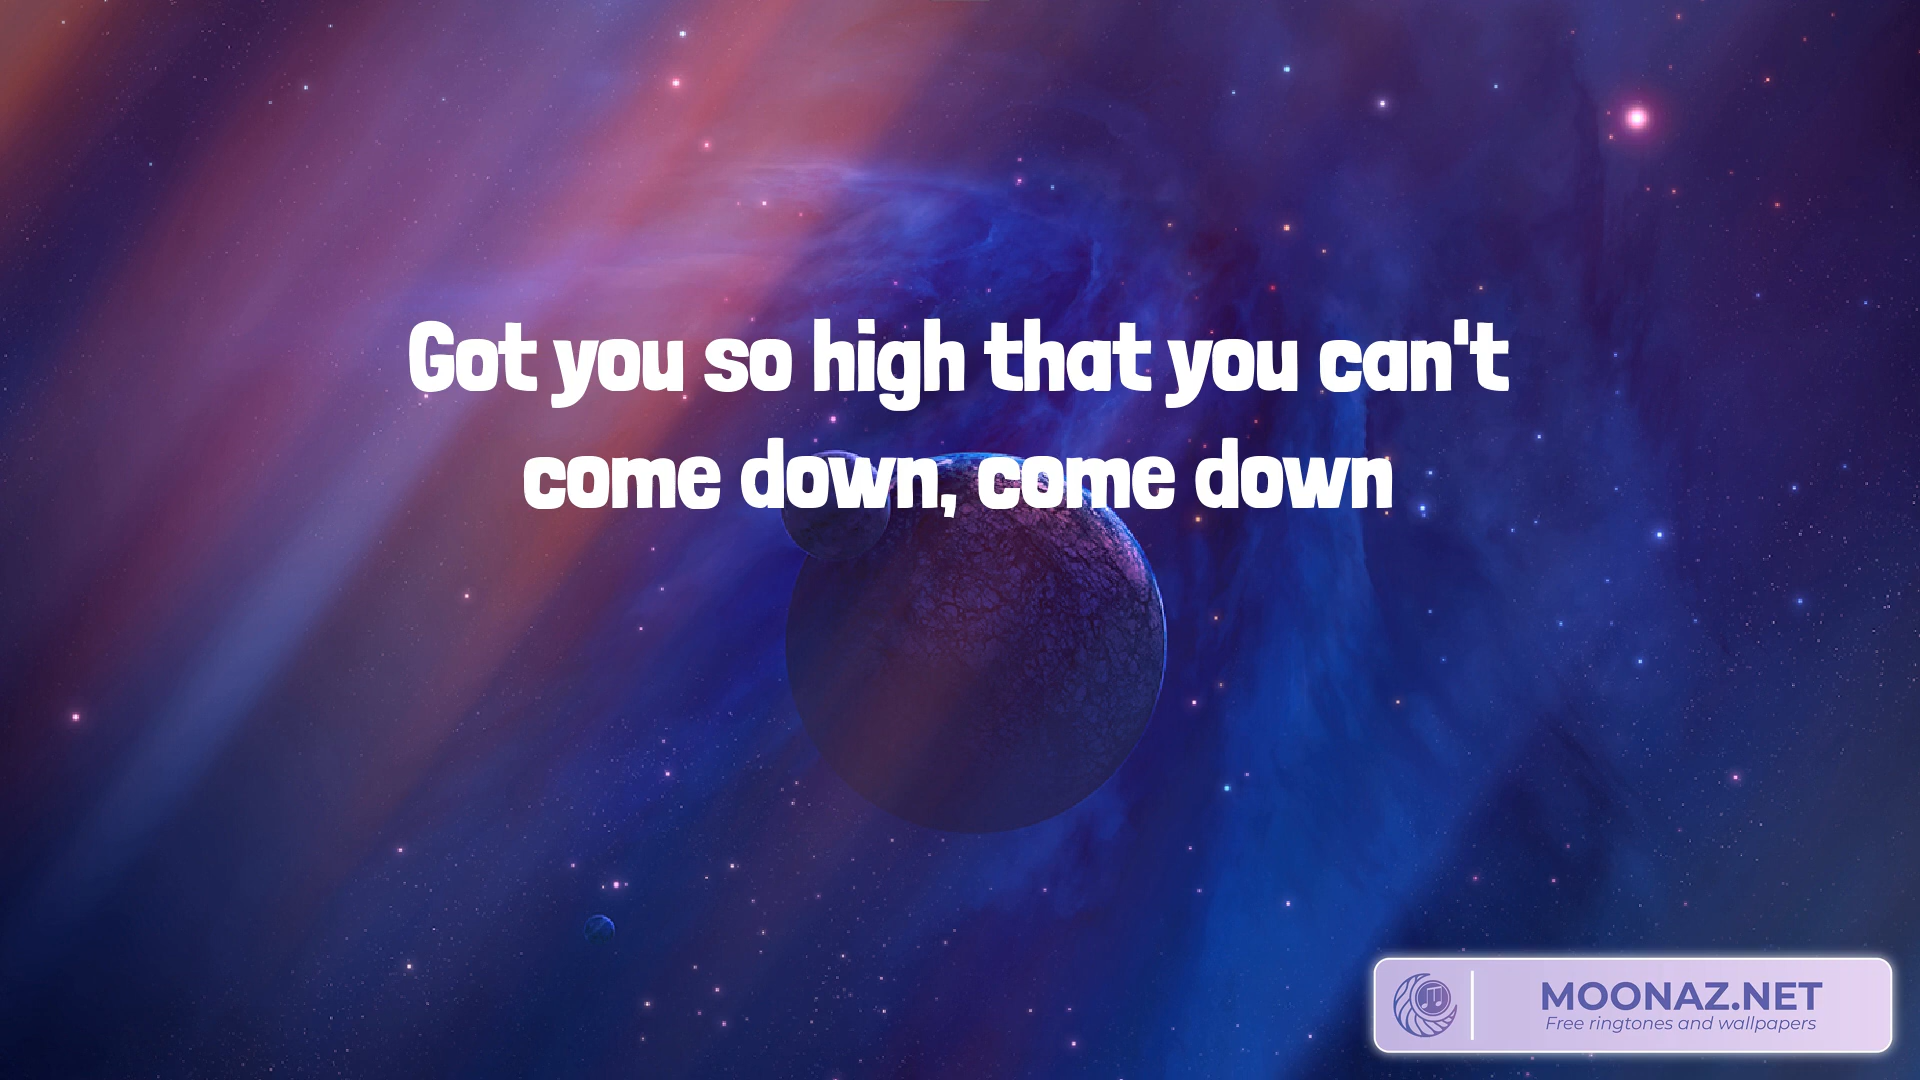 Got you so high that you can't
come down, come down
MOONAZ.NET
Free ringtones and wallpapers